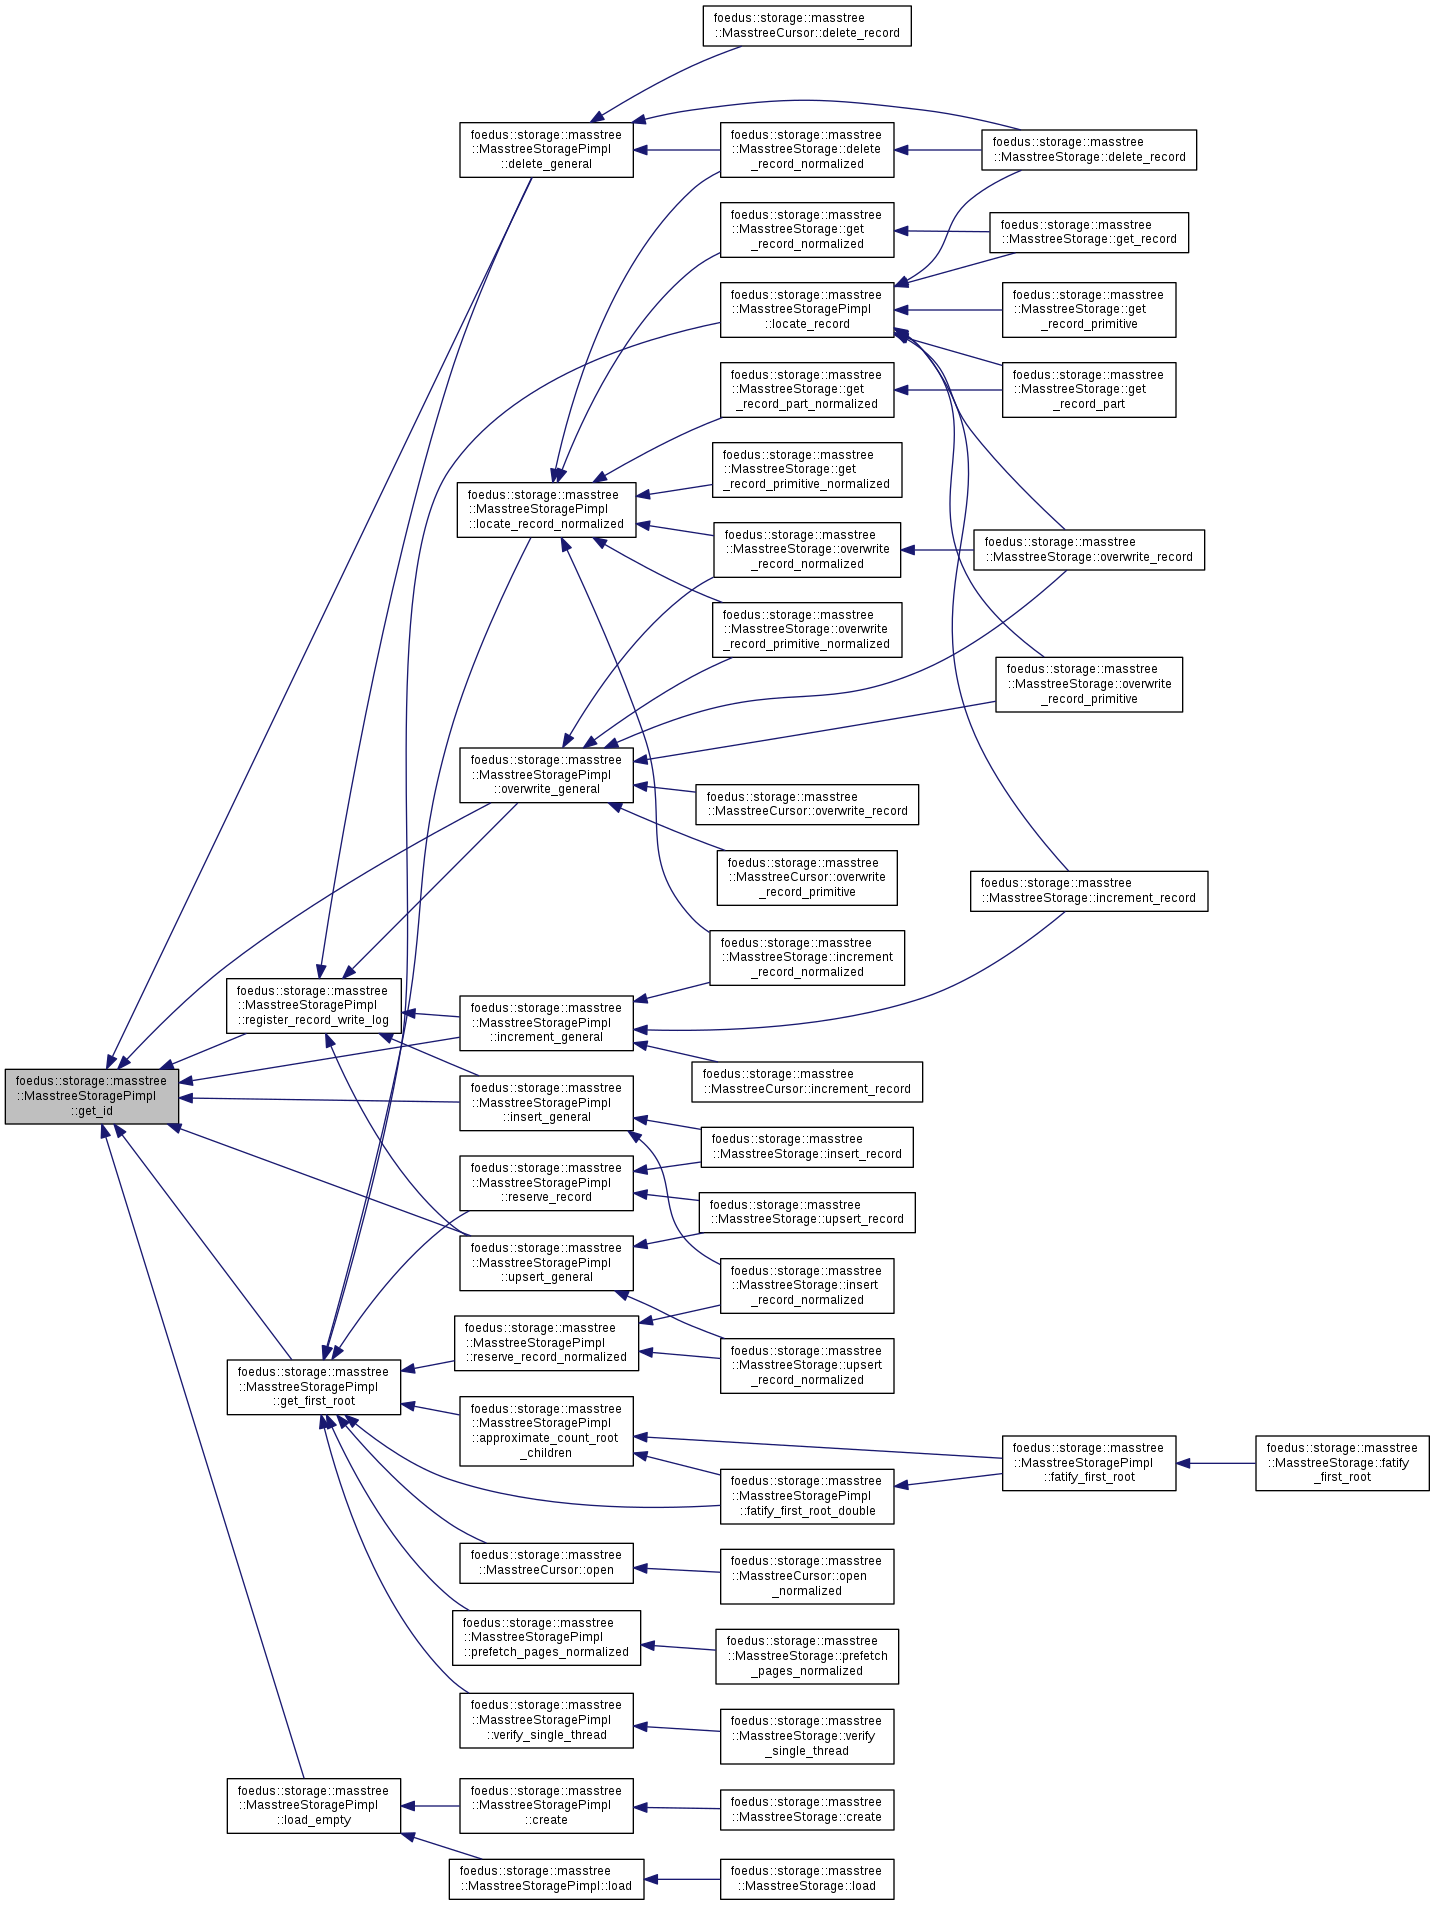 foedus::storage::masstree
::MasstreeCursor::delete_record
foedus::storage::masstree
::MasstreeStoragePimpl
::delete_general
foedus::storage::masstree
::MasstreeStorage::delete
_record_normalized
foedus::storage::masstree
::MasstreeStorage::delete_record
foedus::storage::masstree
::MasstreeStorage::get
_record_normalized
foedus::storage::masstree
::MasstreeStorage::get_record
foedus::storage::masstree
::MasstreeStoragePimpl
::locate_record
foedus::storage::masstree
::MasstreeStorage::get
_record_primitive
foedus::storage::masstree
::MasstreeStorage::get
_record_part_normalized
foedus::storage::masstree
::MasstreeStorage::get
_record_part
foedus::storage::masstree
::MasstreeStorage::get
_record_primitive_normalized
foedus::storage::masstree
::MasstreeStoragePimpl
::locate_record_normalized
foedus::storage::masstree
::MasstreeStorage::overwrite
_record_normalized
foedus::storage::masstree
::MasstreeStorage::overwrite_record
foedus::storage::masstree
::MasstreeStorage::overwrite
_record_primitive_normalized
foedus::storage::masstree
::MasstreeStorage::overwrite
_record_primitive
foedus::storage::masstree
::MasstreeStoragePimpl
::overwrite_general
foedus::storage::masstree
::MasstreeCursor::overwrite_record
foedus::storage::masstree
::MasstreeCursor::overwrite
_record_primitive
foedus::storage::masstree
::MasstreeStorage::increment_record
foedus::storage::masstree
::MasstreeStorage::increment
_record_normalized
foedus::storage::masstree
::MasstreeStoragePimpl
::register_record_write_log
foedus::storage::masstree
::MasstreeStoragePimpl
::increment_general
foedus::storage::masstree
::MasstreeCursor::increment_record
foedus::storage::masstree
::MasstreeStoragePimpl
::get_id
foedus::storage::masstree
::MasstreeStoragePimpl
::insert_general
foedus::storage::masstree
::MasstreeStorage::insert_record
foedus::storage::masstree
::MasstreeStoragePimpl
::reserve_record
foedus::storage::masstree
::MasstreeStorage::upsert_record
foedus::storage::masstree
::MasstreeStoragePimpl
::upsert_general
foedus::storage::masstree
::MasstreeStorage::insert
_record_normalized
foedus::storage::masstree
::MasstreeStoragePimpl
::reserve_record_normalized
foedus::storage::masstree
::MasstreeStorage::upsert
_record_normalized
foedus::storage::masstree
::MasstreeStoragePimpl
::get_first_root
foedus::storage::masstree
::MasstreeStoragePimpl
::approximate_count_root
_children
foedus::storage::masstree
::MasstreeStoragePimpl
::fatify_first_root
foedus::storage::masstree
::MasstreeStorage::fatify
_first_root
foedus::storage::masstree
::MasstreeStoragePimpl
::fatify_first_root_double
foedus::storage::masstree
::MasstreeCursor::open
foedus::storage::masstree
::MasstreeCursor::open
_normalized
foedus::storage::masstree
::MasstreeStoragePimpl
::prefetch_pages_normalized
foedus::storage::masstree
::MasstreeStorage::prefetch
_pages_normalized
foedus::storage::masstree
::MasstreeStoragePimpl
::verify_single_thread
foedus::storage::masstree
::MasstreeStorage::verify
_single_thread
foedus::storage::masstree
::MasstreeStoragePimpl
::load_empty
foedus::storage::masstree
::MasstreeStoragePimpl
::create
foedus::storage::masstree
::MasstreeStorage::create
foedus::storage::masstree
::MasstreeStoragePimpl::load
foedus::storage::masstree
::MasstreeStorage::load